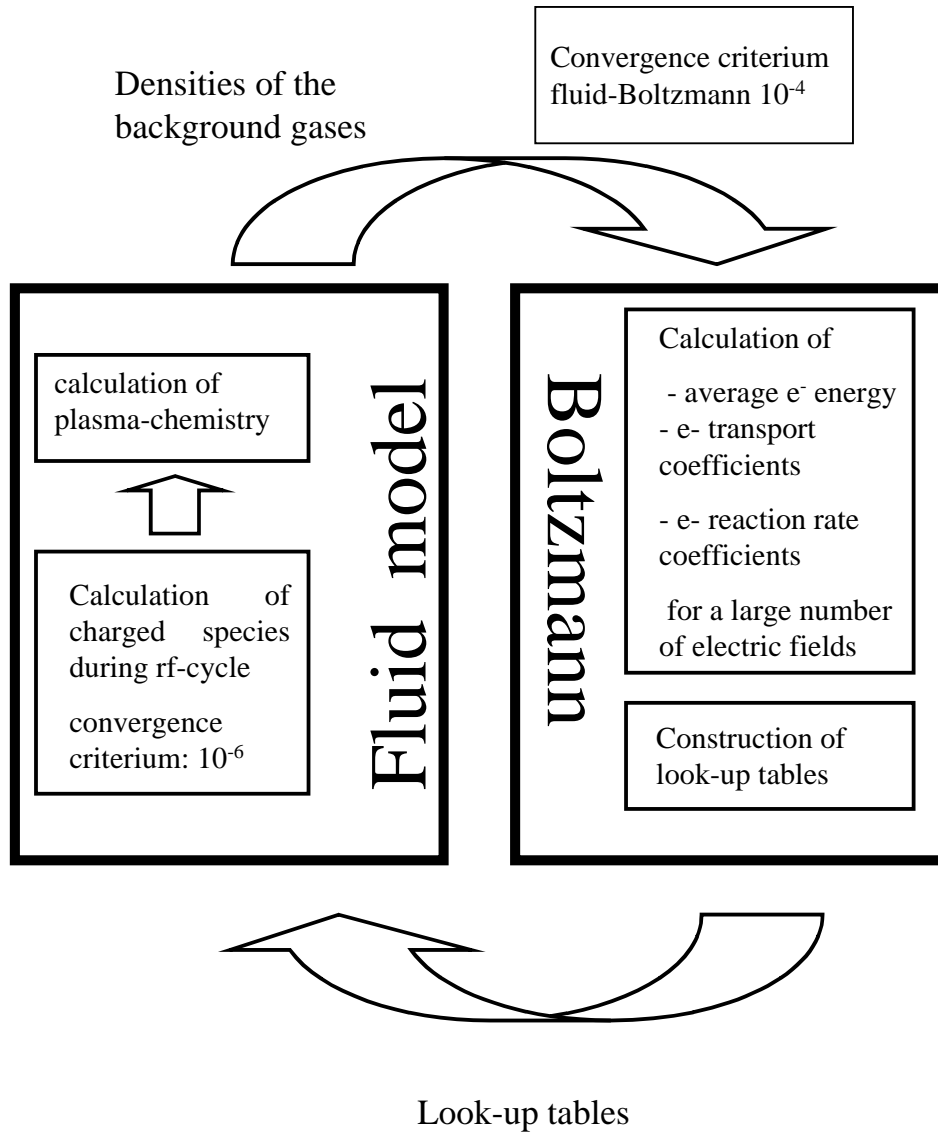 Densities of the
background gases
Convergence criterium
fluid-Boltzmann 10⁻⁴
calculation of
plasma-chemistry
Calculation of
charged species
during rf-cycle
convergence
criterium: 10⁻⁶
Fluid model
Boltzmann
Calculation of
- average e⁻ energy
- e- transport
coefficients
- e- reaction rate
coefficients
for a large number
of electric fields
Construction of
look-up tables
Look-up tables